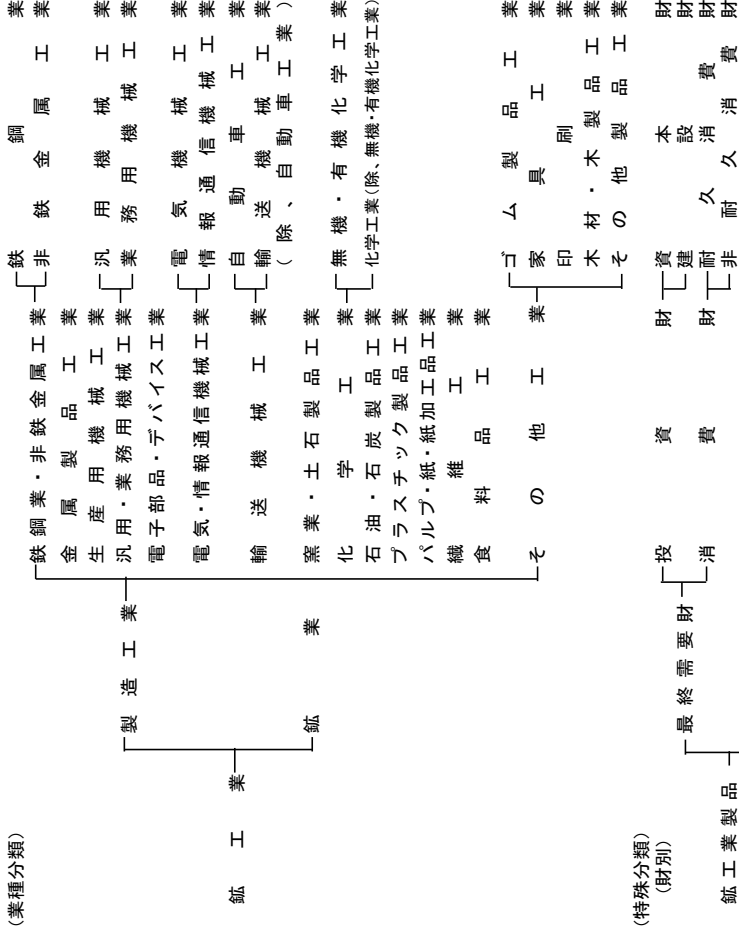 (業種分類)
鉱工業
製造工業
鉄鋼業・非鉄金属工業
鉄鋼業
非鉄金属工業
金属製品工業
生産用機械工業
汎用・業務用機械工業
汎用機械工業
業務用機械工業
電子部品・デバイス工業
電気・情報通信機械工業
電気機械工業
情報通信機械工業
輸送機械工業
自動車工業
輸送機械工業
(除、自動車工業)
窯業・土石製品工業
化学工業
無機・有機化学工業
化学工業(除、無機・有機化学工業)
石油・石炭製品工業
プラスチック製品工業
パルプ・紙・紙加工品工業
繊維工業
食料品工業
その他工業
ゴム製品工業
家具工業
印刷業
木材・木製品工業
その他製品工業
鉱業
(特殊分類)
(財別)
鉱工業製品
最終需要財
投資財
資本財
建設財
消費財
耐久消費財
非耐久消費財